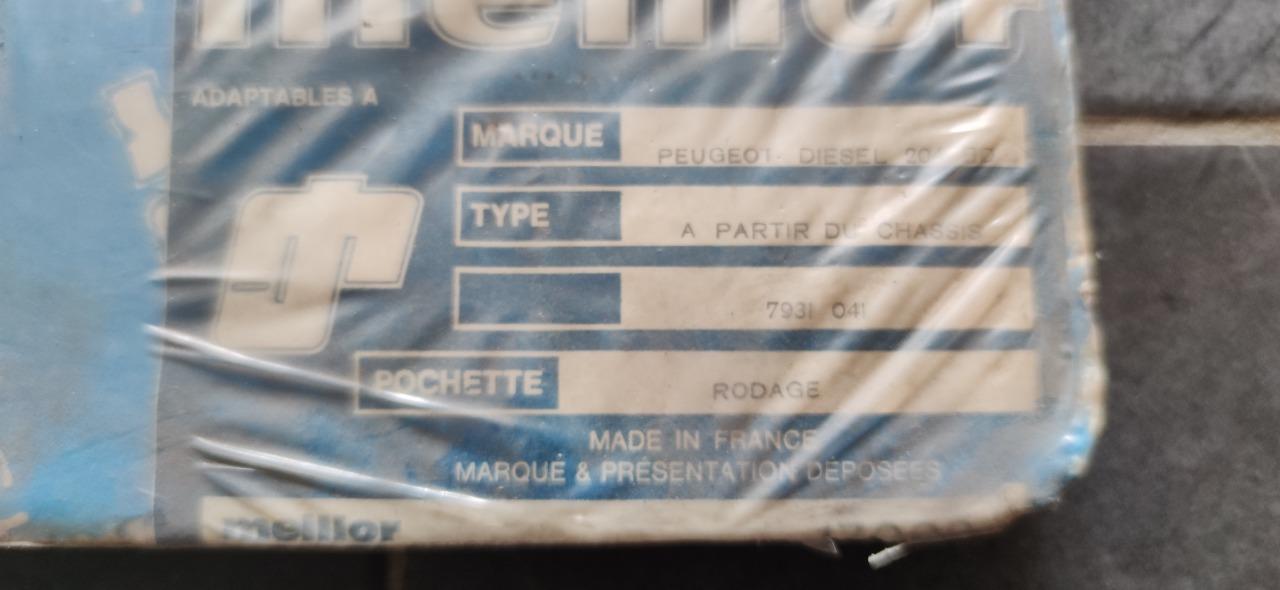 meillor
ADAPTABLES A
MARQUE PEUGEOT DIESEL
TYPE A PARTIR DU CHASSIS
7931 041
POCHETTE RODAGE
MADE IN FRANCE
MARQUE & PRÉSENTATION DÉPOSÉES
meillor